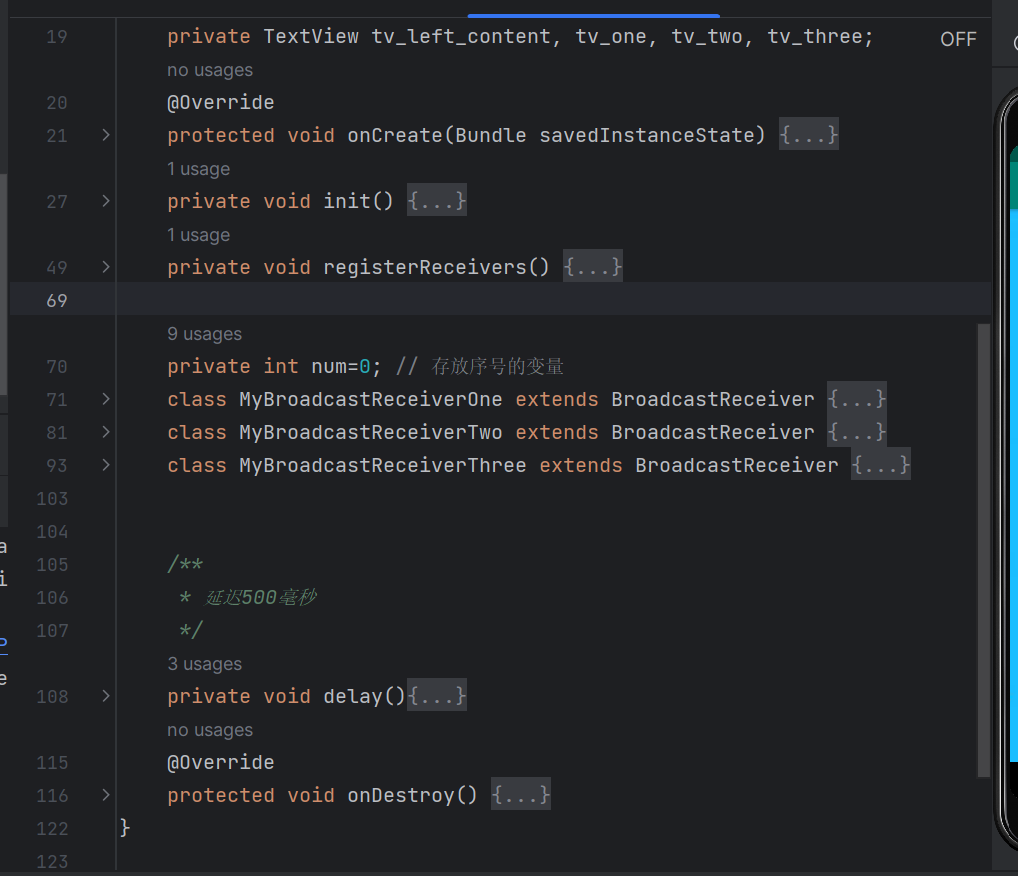 19 private TextView tv_left_content, tv_one, tv_two, tv_three; OFF
no usages
20 @Override
21 protected void onCreate(Bundle savedInstanceState) {...}
1 usage
27 private void init() {...}
1 usage
49 private void registerReceivers() {...}
69
9 usages
70 private int num=0; // 存放序号的变量
71 class MyBroadcastReceiverOne extends BroadcastReceiver {...}
81 class MyBroadcastReceiverTwo extends BroadcastReceiver {...}
93 class MyBroadcastReceiverThree extends BroadcastReceiver {...}
103
104
105 /**
106 * 延迟500毫秒
107 */
3 usages
108 private void delay(){...}
no usages
115 @Override
116 protected void onDestroy() {...}
122 }
123